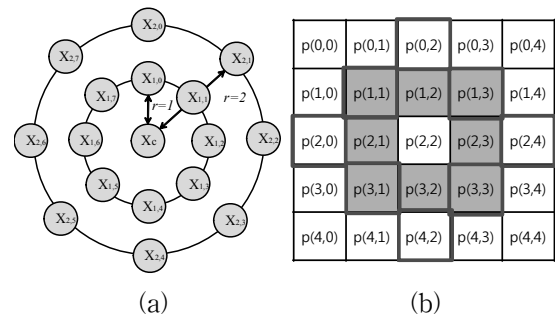 X2,0
X2,7
X2,1
X1,0
X1,7
X1,1
r=1
r=2
X2,6
X1,6
Xc
X1,2
X2,2
X1,5
X1,3
X1,4
X2,5
X2,3
X2,4
(a)
p(0,0) p(0,1) p(0,2) p(0,3) p(0,4)
p(1,0) p(1,1) p(1,2) p(1,3) p(1,4)
p(2,0) p(2,1) p(2,2) p(2,3) p(2,4)
p(3,0) p(3,1) p(3,2) p(3,3) p(3,4)
p(4,0) p(4,1) p(4,2) p(4,3) p(4,4)
(b)